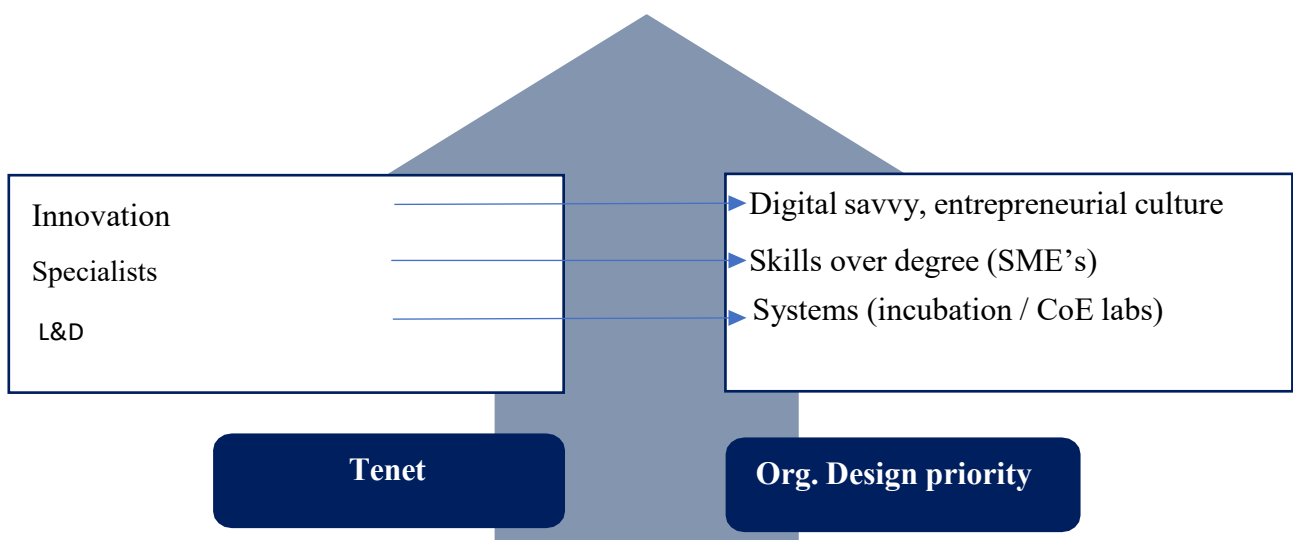 Innovation
Specialists
L&D
Digital savvy, entrepreneurial culture
Skills over degree (SME’s)
Systems (incubation / CoE labs)
Tenet
Org. Design priority